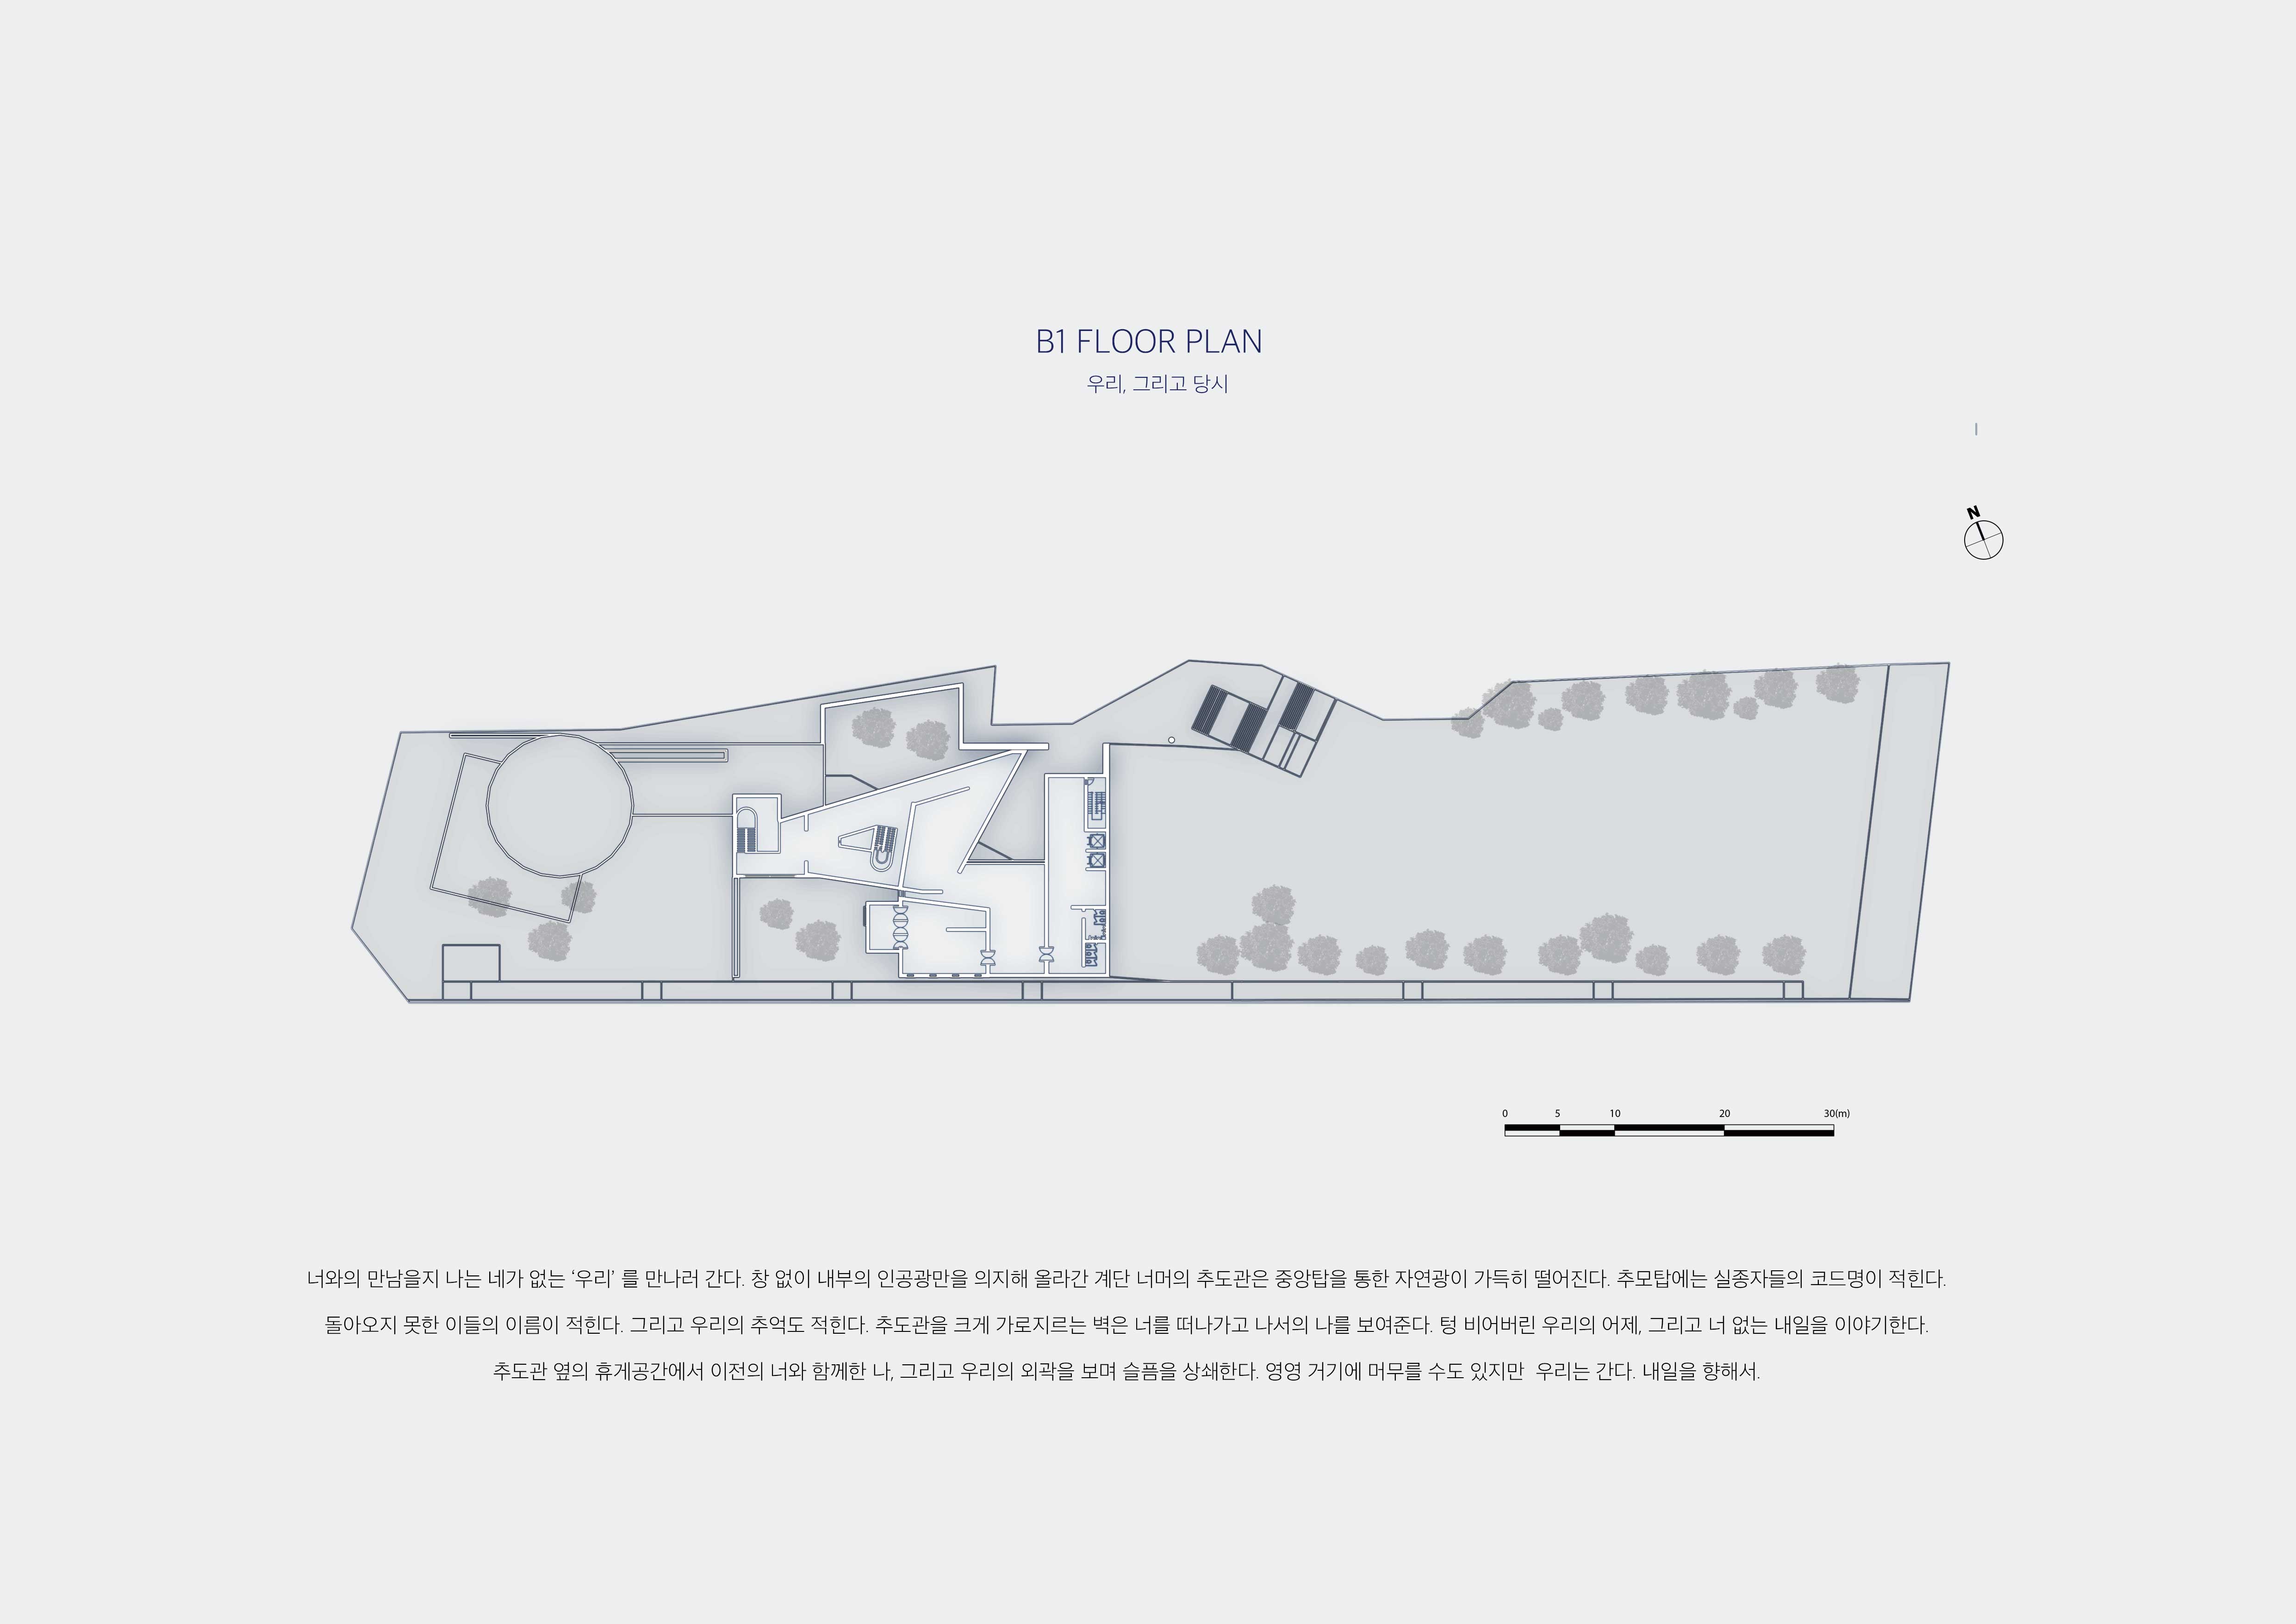 B1 FLOOR PLAN
우리, 그리고 당시
N
0 5 10 20 30(m)
너와의 만남을지 나는 네가 없는 ‘우리’ 를 만나러 간다. 창 없이 내부의 인공광만을 의지해 올라간 계단 너머의 추도관은 중앙탑을 통한 자연광이 가득히 떨어진다. 추모탑에는 실종자들의 코드명이 적힌다.
돌아오지 못한 이들의 이름이 적힌다. 그리고 우리의 추억도 적힌다. 추도관을 크게 가로지르는 벽은 너를 떠나가고 나서의 나를 보여준다. 텅 비어버린 우리의 어제, 그리고 너 없는 내일을 이야기한다.
추도관 옆의 휴게공간에서 이전의 너와 함께한 나, 그리고 우리의 외곽을 보며 슬픔을 상쇄한다. 영영 거기에 머무를 수도 있지만 우리는 간다. 내일을 향해서.